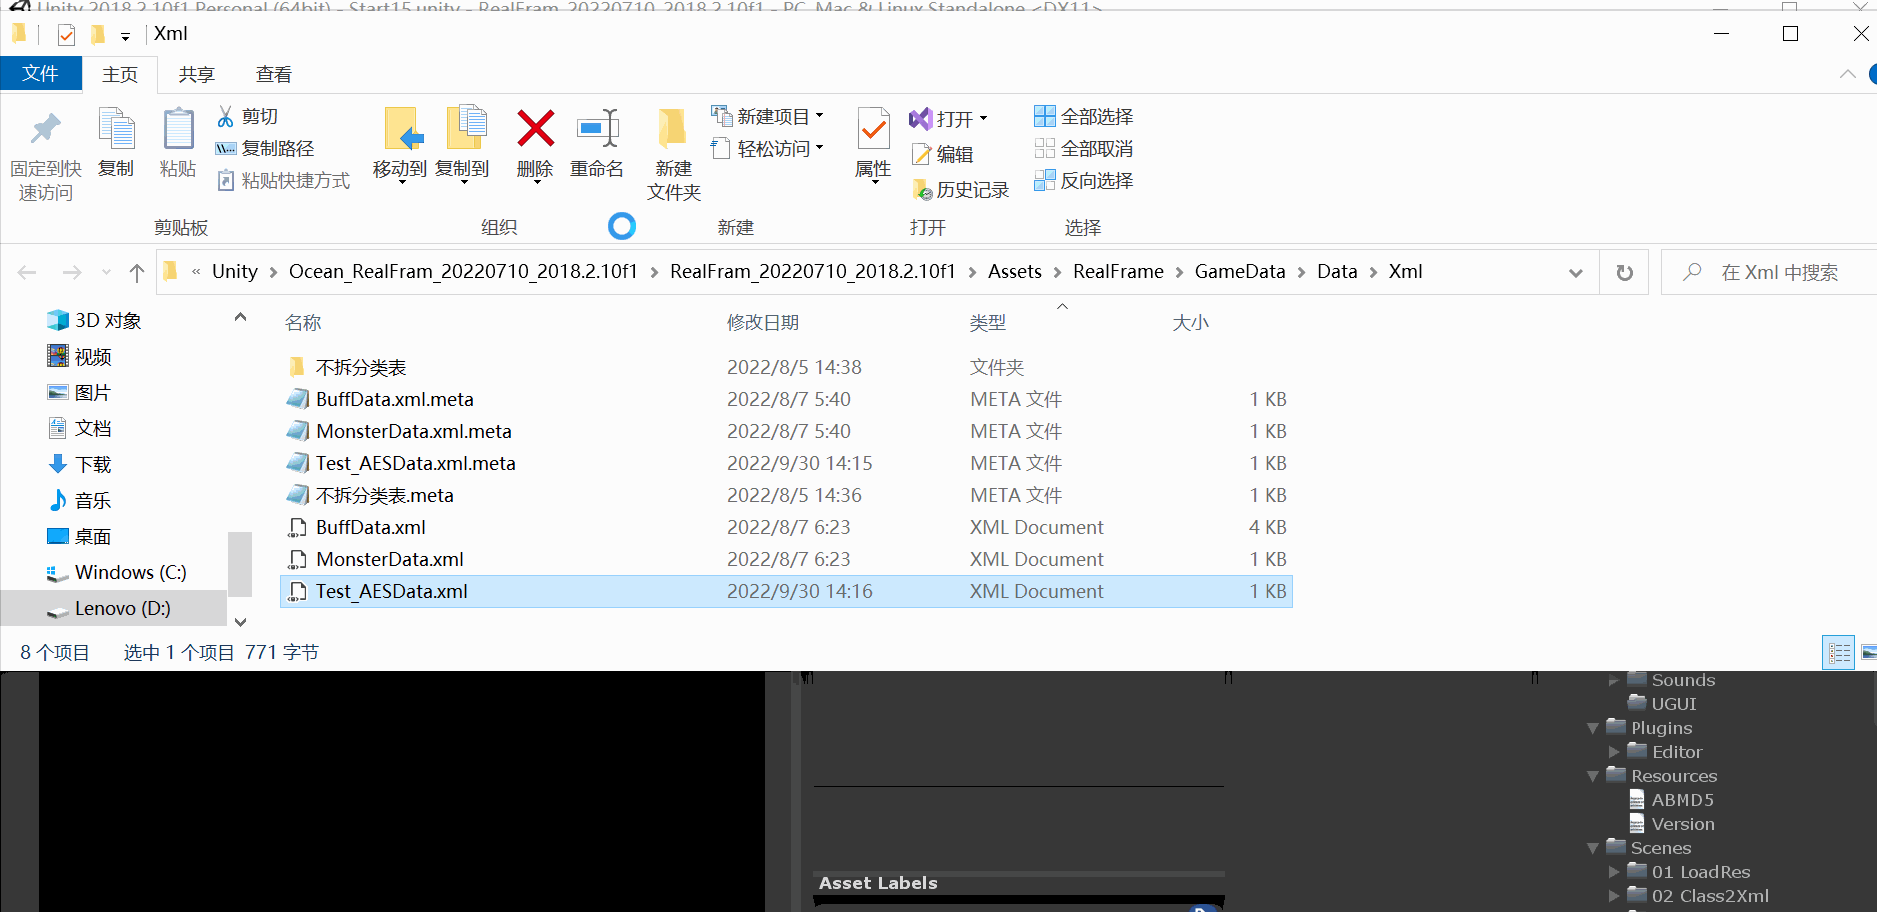 Unity 2018.2.10f1 Personal (64bit) - Start15.unity - RealFram_20220710_2018.2.10f1 - PC, Mac & Linux Standalone <DX11>
Xml
文件 主页 共享 查看
固定到快速访问 复制 粘贴 剪切 复制路径 粘贴快捷方式 移动到 复制到 删除 重命名 新建文件夹 新建项目 轻松访问 属性 打开 编辑 历史记录 全部选择 全部取消 反向选择
剪贴板 组织 新建 打开 选择
« Unity > Ocean_RealFram_20220710_2018.2.10f1 > RealFram_20220710_2018.2.10f1 > Assets > RealFrame > GameData > Data > Xml 在 Xml 中搜索
3D 对象
视频
图片
文档
下载
音乐
桌面
Windows (C:)
Lenovo (D:)
名称 修改日期 类型 大小
不拆分类表 2022/8/5 14:38 文件夹
BuffData.xml.meta 2022/8/7 5:40 META 文件 1 KB
MonsterData.xml.meta 2022/8/7 5:40 META 文件 1 KB
Test_AESData.xml.meta 2022/9/30 14:15 META 文件 1 KB
不拆分类表.meta 2022/8/5 14:36 META 文件 1 KB
BuffData.xml 2022/8/7 6:23 XML Document 4 KB
MonsterData.xml 2022/8/7 6:23 XML Document 1 KB
Test_AESData.xml 2022/9/30 14:16 XML Document 1 KB
8 个项目 选中 1 个项目 771 字节
Asset Labels
Sounds
UGUI
Plugins
Editor
Resources
ABMD5
Version
Scenes
01 LoadRes
02 Class2Xml